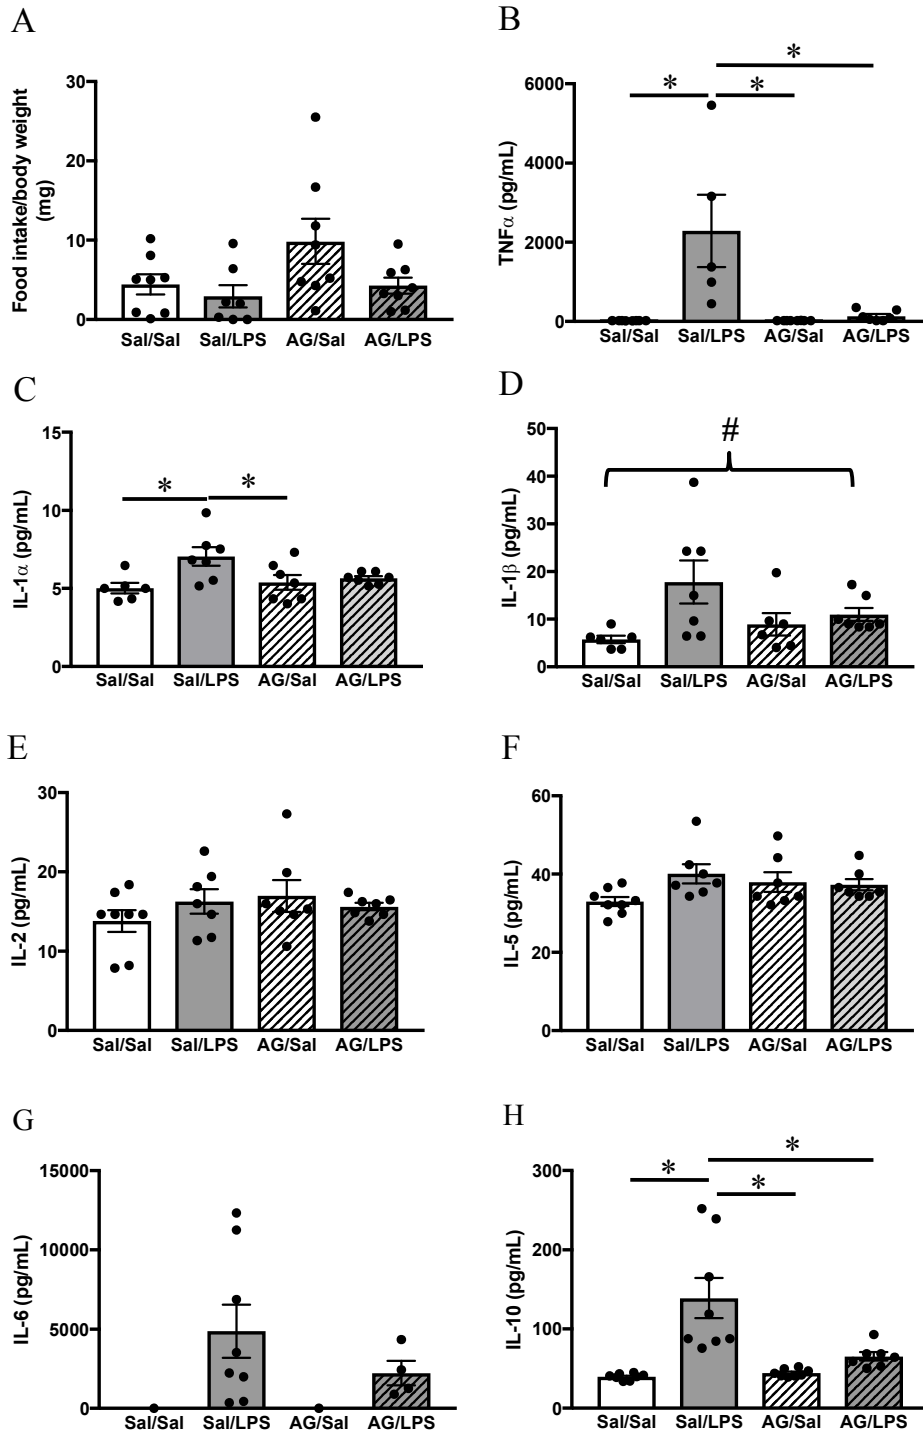 A
Food intake/body weight
(mg)
30
20
10
0
Sal/Sal Sal/LPS AG/Sal AG/LPS
B
TNFα (pg/mL)
6000
4000
2000
0
* * *
Sal/Sal Sal/LPS AG/Sal AG/LPS
C
IL-1α (pg/mL)
15
10
5
0
* *
Sal/Sal Sal/LPS AG/Sal AG/LPS
D
IL-1β (pg/mL)
50
40
30
20
10
0
#
Sal/Sal Sal/LPS AG/Sal AG/LPS
E
IL-2 (pg/mL)
30
20
10
0
Sal/Sal Sal/LPS AG/Sal AG/LPS
F
IL-5 (pg/mL)
60
40
20
0
Sal/Sal Sal/LPS AG/Sal AG/LPS
G
IL-6 (pg/mL)
15000
10000
5000
0
Sal/Sal Sal/LPS AG/Sal AG/LPS
H
IL-10 (pg/mL)
300
200
100
0
* * *
Sal/Sal Sal/LPS AG/Sal AG/LPS